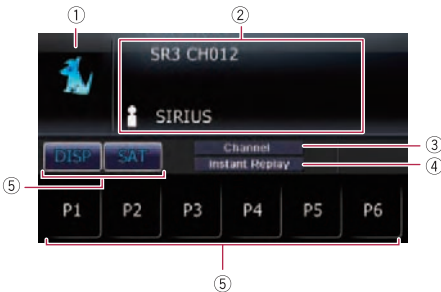 ① ②
SR3 CH012
SIRIUS
Channel ③
Instant Replay ④
DISP SAT
⑤
P1 P2 P3 P4 P5 P6
⑤